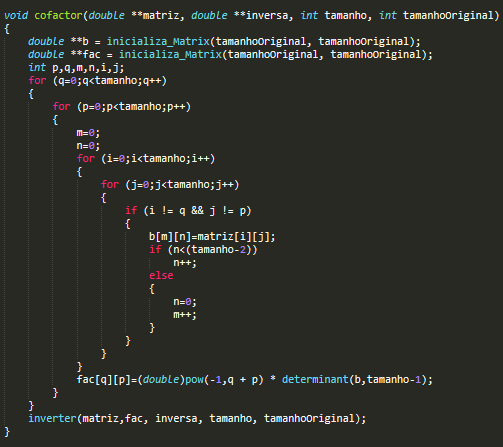 void cofactor(double **matriz, double **inversa, int tamanho, int tamanhoOriginal)
{
    double **b = inicializa_Matrix(tamanhoOriginal, tamanhoOriginal);
    double **fac = inicializa_Matrix(tamanhoOriginal, tamanhoOriginal);
    int p,q,m,n,i,j;
    for (q=0;q<tamanho;q++)
    {
        for (p=0;p<tamanho;p++)
        {
            m=0;
            n=0;
            for (i=0;i<tamanho;i++)
            {
                for (j=0;j<tamanho;j++)
                {
                    if (i != q && j != p)
                    {
                        b[m][n]=matriz[i][j];
                        if (n<(tamanho-2))
                            n++;
                        else
                        {
                            n=0;
                            m++;
                        }
                    }
                }
            }
            fac[q][p]=(double)pow(-1,q + p) * determinant(b,tamanho-1);
        }
    }
    inverter(matriz,fac, inversa, tamanho, tamanhoOriginal);
}